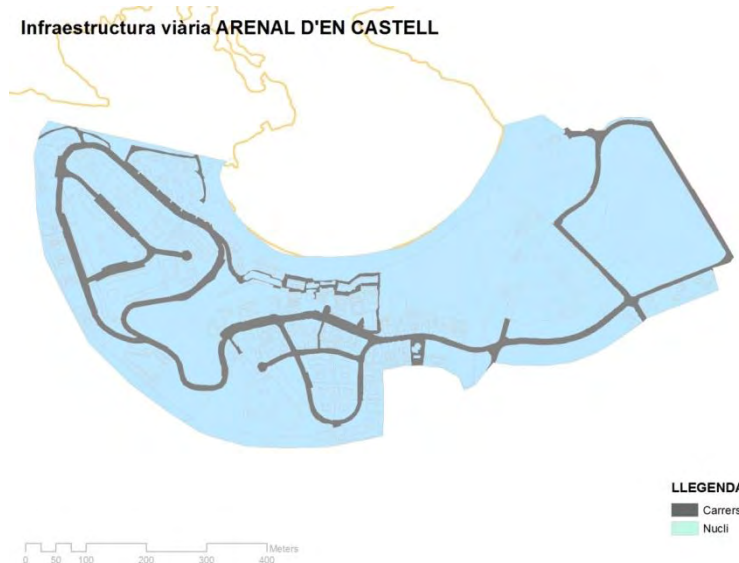 Infraestructura viària ARENAL D'EN CASTELL
LLEGENDA
Carrers
Nucli
Meters
0 50 100 200 300 400